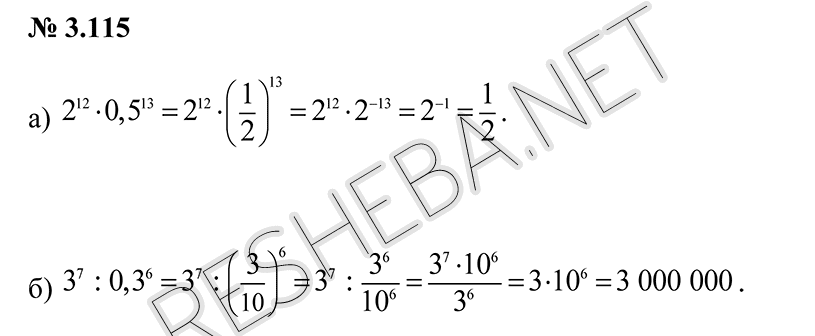 № 3.115
а) 2¹² · 0,5¹³ = 2¹² · (1/2)¹³ = 2¹² · 2⁻¹³ = 2⁻¹ = 1/2.
б) 3⁷ : 0,3⁶ = 3⁷ : (3/10)⁶ = 3⁷ : 3⁶/10⁶ = 3⁷ · 10⁶/3⁶ = 3 · 10⁶ = 3 000 000 .
RESHEBA.NET